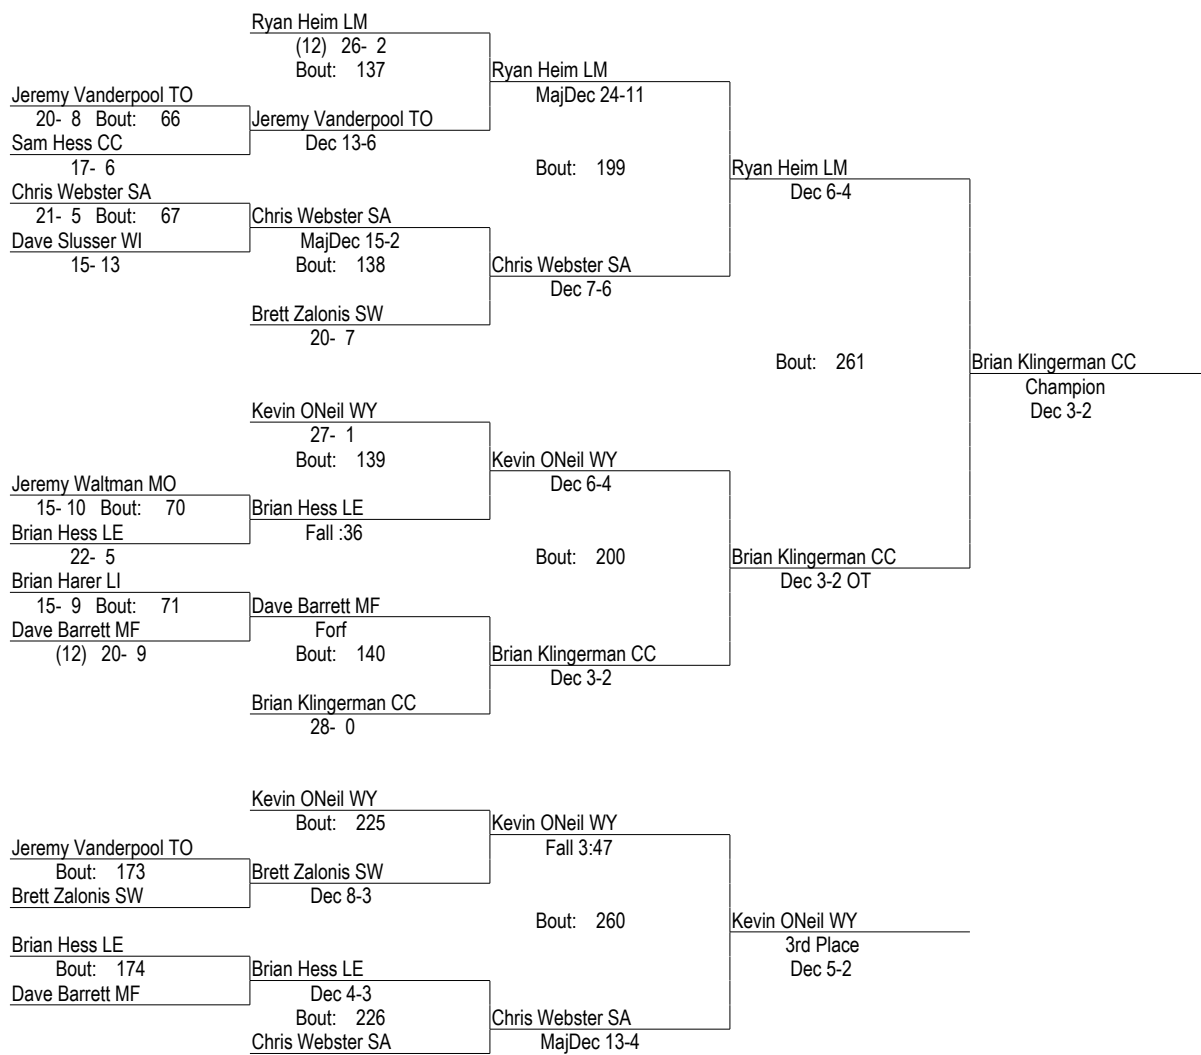 Ryan Heim LM
(12) 26- 2
Bout: 137
Ryan Heim LM
MajDec 24-11
Jeremy Vanderpool TO
20- 8 Bout: 66
Jeremy Vanderpool TO
Dec 13-6
Sam Hess CC
17- 6
Bout: 199
Ryan Heim LM
Dec 6-4
Chris Webster SA
21- 5 Bout: 67
Chris Webster SA
MajDec 15-2
Dave Slusser WI
15- 13
Bout: 138
Chris Webster SA
Dec 7-6
Brett Zalonis SW
20- 7
Bout: 261
Brian Klingerman CC
Champion
Dec 3-2
Kevin ONeil WY
27- 1
Bout: 139
Kevin ONeil WY
Dec 6-4
Jeremy Waltman MO
15- 10 Bout: 70
Brian Hess LE
Fall :36
Brian Hess LE
22- 5
Bout: 200
Brian Klingerman CC
Dec 3-2 OT
Brian Harer LI
15- 9 Bout: 71
Dave Barrett MF
Forf
Dave Barrett MF
(12) 20- 9
Bout: 140
Brian Klingerman CC
Dec 3-2
Brian Klingerman CC
28- 0
Kevin ONeil WY
Bout: 225
Kevin ONeil WY
Fall 3:47
Jeremy Vanderpool TO
Bout: 173
Brett Zalonis SW
Dec 8-3
Brett Zalonis SW
Bout: 260
Kevin ONeil WY
3rd Place
Dec 5-2
Brian Hess LE
Bout: 174
Brian Hess LE
Dec 4-3
Dave Barrett MF
Bout: 226
Chris Webster SA
MajDec 13-4
Chris Webster SA